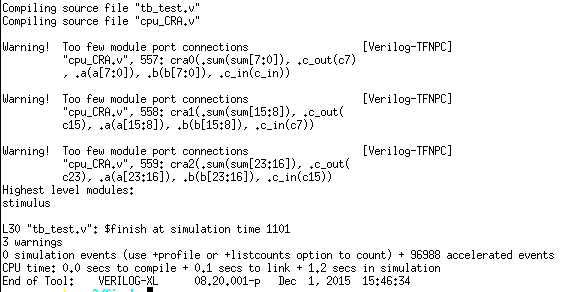 Compiling source file "tb_test.v"
Compiling source file "cpu_CRA.v"
Warning!  Too few module port connections                    [Verilog-TFNPC]
"cpu_CRA.v", 557: cra0(.sum(sum[7:0]), .c_out(c7)
, .a(a[7:0]), .b(b[7:0]), .c_in(c_in))
Warning!  Too few module port connections                    [Verilog-TFNPC]
"cpu_CRA.v", 558: cra1(.sum(sum[15:8]), .c_out(
c15), .a(a[15:8]), .b(b[15:8]), .c_in(c7))
Warning!  Too few module port connections                    [Verilog-TFNPC]
"cpu_CRA.v", 559: cra2(.sum(sum[23:16]), .c_out(
c23), .a(a[23:16]), .b(b[23:16]), .c_in(c15))
Highest level modules:
stimulus
L30 "tb_test.v": $finish at simulation time 1101
3 warnings
0 simulation events (use +profile or +listcounts option to count) + 96988 accelerated events
CPU time: 0.0 secs to compile + 0.1 secs to link + 1.2 secs in simulation
End of Tool:    VERILOG-XL      08.20.001-p   Dec  1, 2015  15:46:34